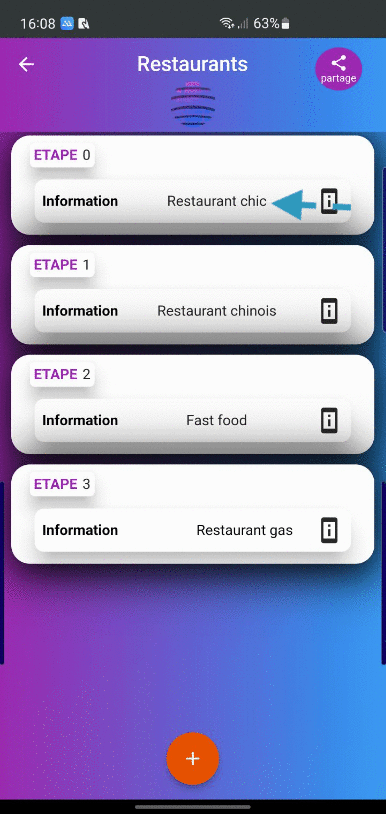 16:08 63%
Restaurants
partage
ETAPE 0
Information Restaurant chic
ETAPE 1
Information Restaurant chinois
ETAPE 2
Information Fast food
ETAPE 3
Information Restaurant gas